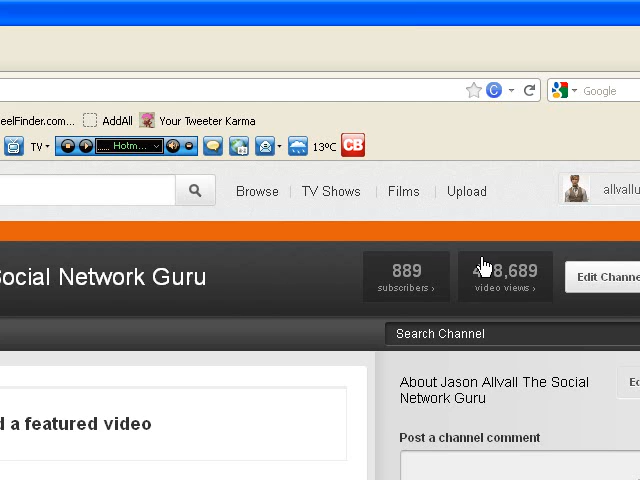 Google
eelFinder.com... AddAll Your Tweeter Karma
TV Hotm... 13ºC CB
Browse TV Shows Films Upload allvallu
ocial Network Guru
889 8,689 Edit Channe
subscribers › video views ›
Search Channel
About Jason Allvall The Social Ed
Network Guru
d a featured video
Post a channel comment